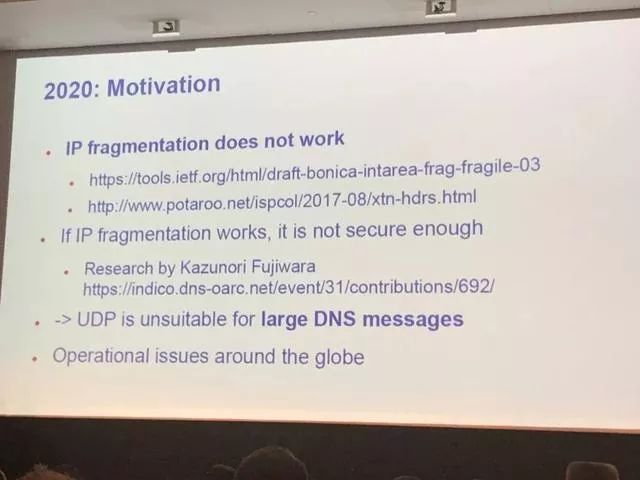 2020: Motivation
• IP fragmentation does not work
• https://tools.ietf.org/html/draft-bonica-intarea-frag-fragile-03
• http://www.potaroo.net/ispcol/2017-08/xtn-hdrs.html
• If IP fragmentation works, it is not secure enough
• Research by Kazunori Fujiwara
https://indico.dns-oarc.net/event/31/contributions/692/
• -> UDP is unsuitable for large DNS messages
• Operational issues around the globe